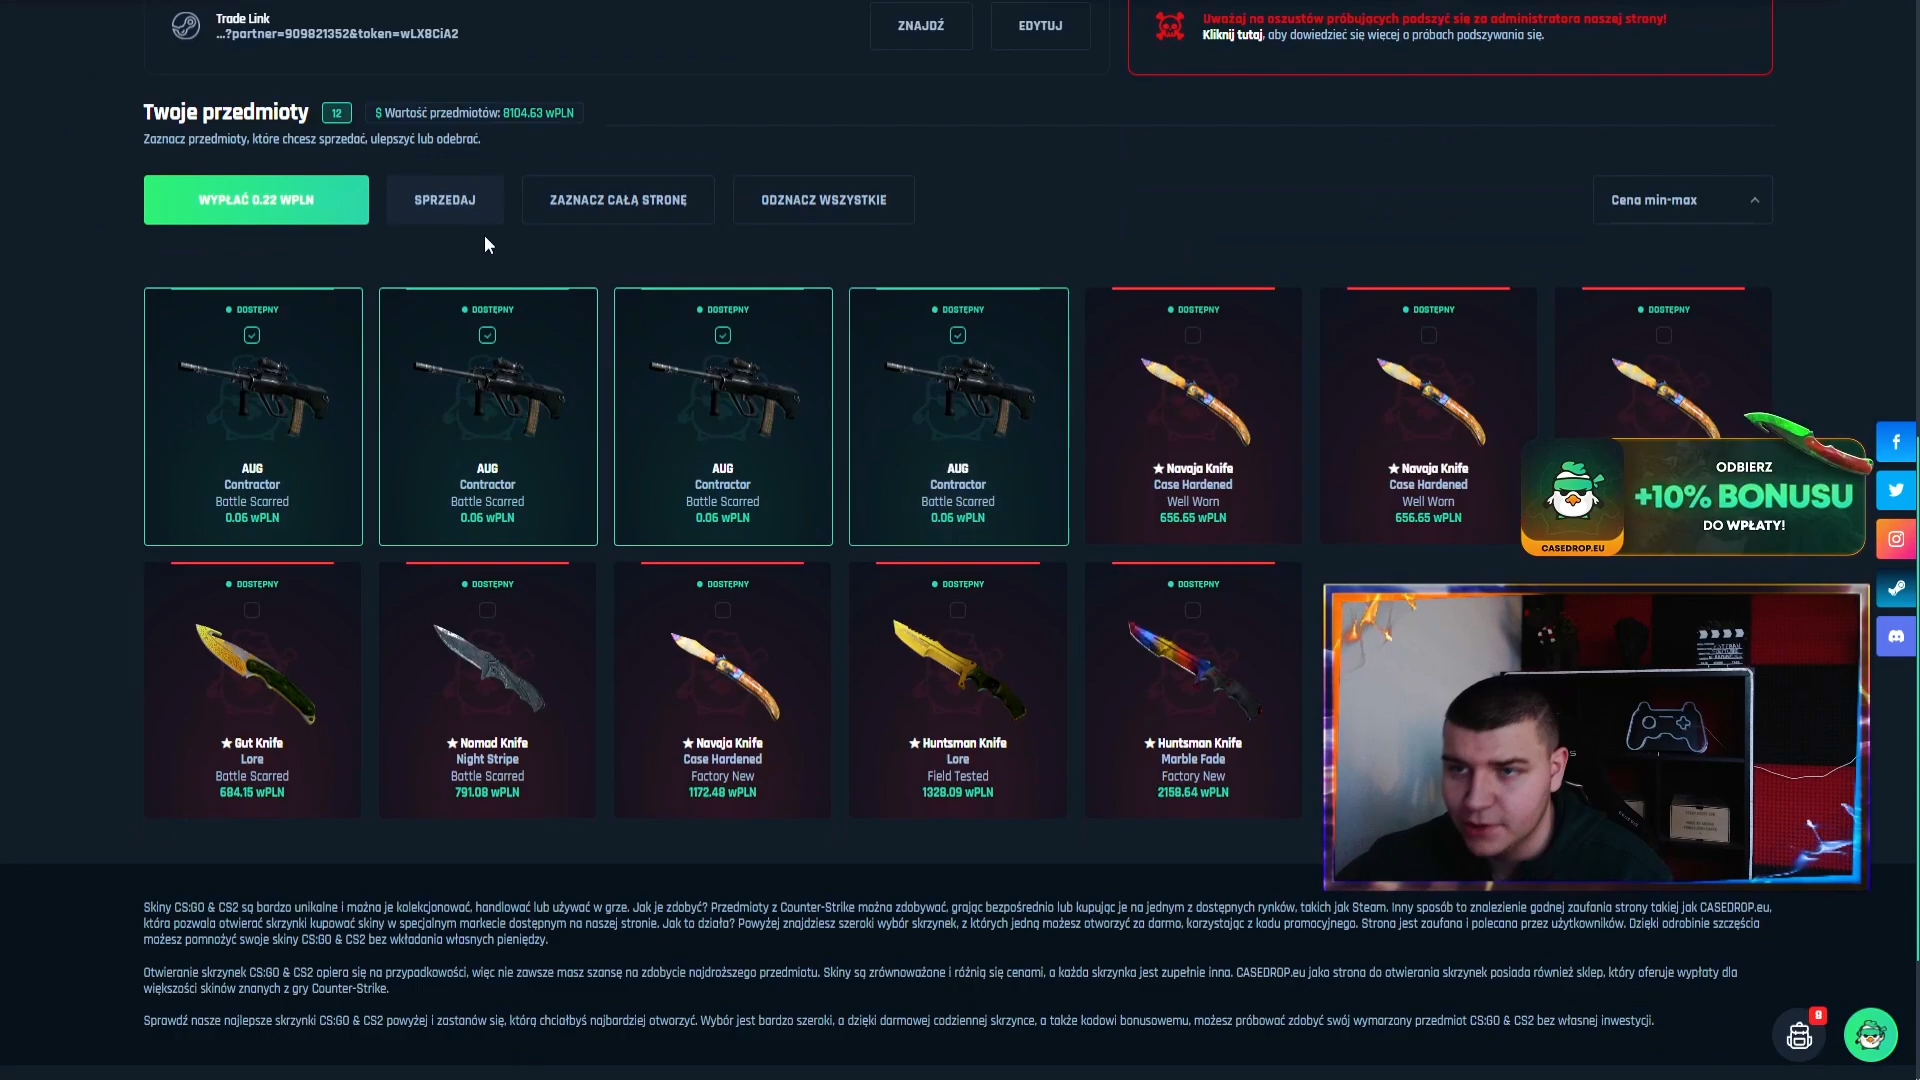 Trade Link
...?partner=909821352&token=wLX8CiA2
ZNAJDŹ
EDYTUJ
Uważaj na oszustów próbujących podszyć się za administratora naszej strony!
Kliknij tutaj, aby dowiedzieć się więcej o próbach podszywania się.
Twoje przedmioty
12
$ Wartość przedmiotów: 8104.63 wPLN
Zaznacz przedmioty, które chcesz sprzedać, ulepszyć lub odebrać.
WYPŁAĆ 0.22 WPLN
SPRZEDAJ
ZAZNACZ CAŁĄ STRONĘ
ODZNACZ WSZYSTKIE
Cena min-max
DOSTĘPNY
AUG
Contractor
Battle Scarred
0.06 wPLN
DOSTĘPNY
AUG
Contractor
Battle Scarred
0.06 wPLN
DOSTĘPNY
AUG
Contractor
Battle Scarred
0.06 wPLN
DOSTĘPNY
AUG
Contractor
Battle Scarred
0.06 wPLN
DOSTĘPNY
★ Navaja Knife
Case Hardened
Well Worn
656.65 wPLN
DOSTĘPNY
★ Navaja Knife
Case Hardened
Well Worn
656.65 wPLN
DOSTĘPNY
ODBIERZ
+10% BONUSU
DO WPŁATY!
CASEDROP.EU
DOSTĘPNY
★ Gut Knife
Lore
Battle Scarred
684.15 wPLN
DOSTĘPNY
★ Nomad Knife
Night Stripe
Battle Scarred
791.08 wPLN
DOSTĘPNY
★ Navaja Knife
Case Hardened
Factory New
1172.48 wPLN
DOSTĘPNY
★ Huntsman Knife
Lore
Field Tested
1328.09 wPLN
DOSTĘPNY
★ Huntsman Knife
Marble Fade
Factory New
2158.64 wPLN
Skiny CS:GO & CS2 są bardzo unikalne i można je kolekcjonować, handlować lub używać w grze. Jak je zdobyć? Przedmioty z Counter-Strike można zdobywać, grając bezpośrednio lub kupując je na jednym z dostępnych rynków, takich jak Steam. Inny sposób to znalezienie godnej zaufania strony takiej jak CASEDROP.eu,
która pozwala otwierać skrzynki kupować skiny w specjalnym markecie dostępnym na naszej stronie. Jak to działa? Powyżej znajdziesz szeroki wybór skrzynek, z których jedną możesz otworzyć za darmo, korzystając z kodu promocyjnego. Strona jest zaufana i polecana przez użytkowników. Dzięki odrobinie szczęścia
możesz pomnożyć swoje skiny CS:GO & CS2 bez wkładania własnych pieniędzy.
Otwieranie skrzynek CS:GO & CS2 opiera się na przypadkowości, więc nie zawsze masz szansę na zdobycie najdroższego przedmiotu. Skiny są zrównoważone i różnią się cenami, a każda skrzynka jest zupełnie inna. CASEDROP.eu jako strona do otwierania skrzynek posiada również sklep, który oferuje wypłaty dla
większości skinów znanych z gry Counter-Strike.
Sprawdź nasze najlepsze skrzynki CS:GO & CS2 powyżej i zastanów się, którą chciałbyś najbardziej otworzyć. Wybór jest bardzo szeroki, a dzięki darmowej codziennej skrzynce, a także kodowi bonusowemu, możesz próbować zdobyć swój wymarzony przedmiot CS:GO & CS2 bez własnej inwestycji.
8